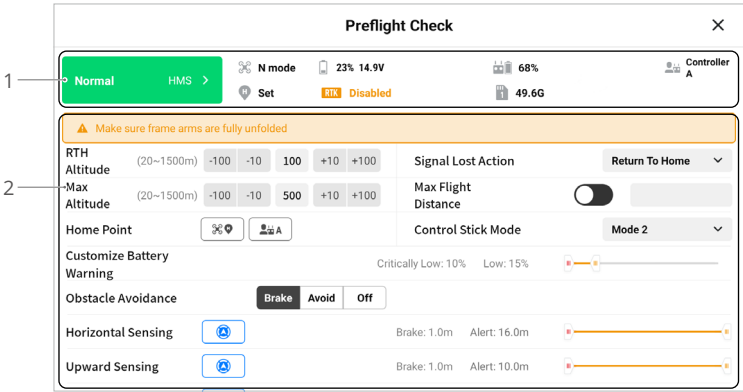 Preflight Check
1
Normal HMS
N mode 23% 14.9V 68% Controller A
H Set RTK Disabled 1 49.6G
Make sure frame arms are fully unfolded
2
RTH Altitude (20~1500m) -100 -10 100 +10 +100 Signal Lost Action Return To Home
Max Altitude (20~1500m) -100 -10 500 +10 +100 Max Flight Distance
Home Point A Control Stick Mode Mode 2
Customize Battery Warning Critically Low: 10% Low: 15%
Obstacle Avoidance Brake Avoid Off
Horizontal Sensing A Brake: 1.0m Alert: 16.0m
Upward Sensing A Brake: 1.0m Alert: 10.0m